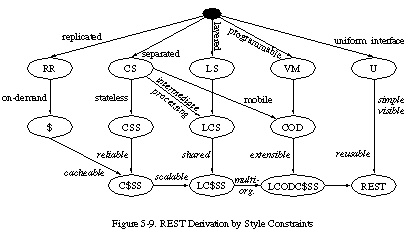 replicated
separated
layered
programmable
uniform interface
RR
CS
LS
VM
U
on-demand
stateless
intermediate
processing
mobile
simple
visible
$
CSS
LCS
COD
cacheable
reliable
shared
extensible
reusable
C$SS
scalable
LC$SS
multi-
org.
LCODC$SS
REST
Figure 5-9. REST Derivation by Style Constraints